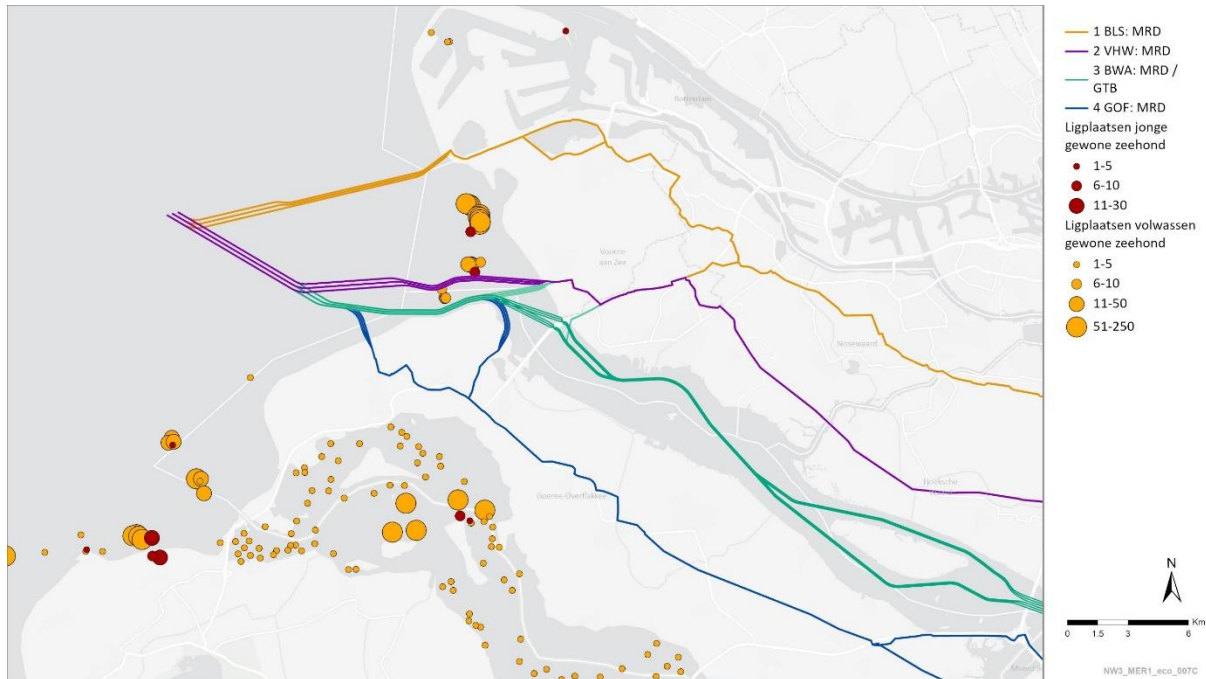 1 BLS: MRD
2 VHW: MRD
3 BWA: MRD /
GTB
4 GOF: MRD
Ligplaatsen jonge
gewone zeehond
1-5
6-10
11-30
Ligplaatsen volwassen
gewone zeehond
1-5
6-10
11-50
51-250
Rotterdam
Voorne
aan Zee
Nissewaard
Hoeksche
Goeree-Overflakkee
N
0 1.5 3 6 Km
NW3_MER1_eco_007C